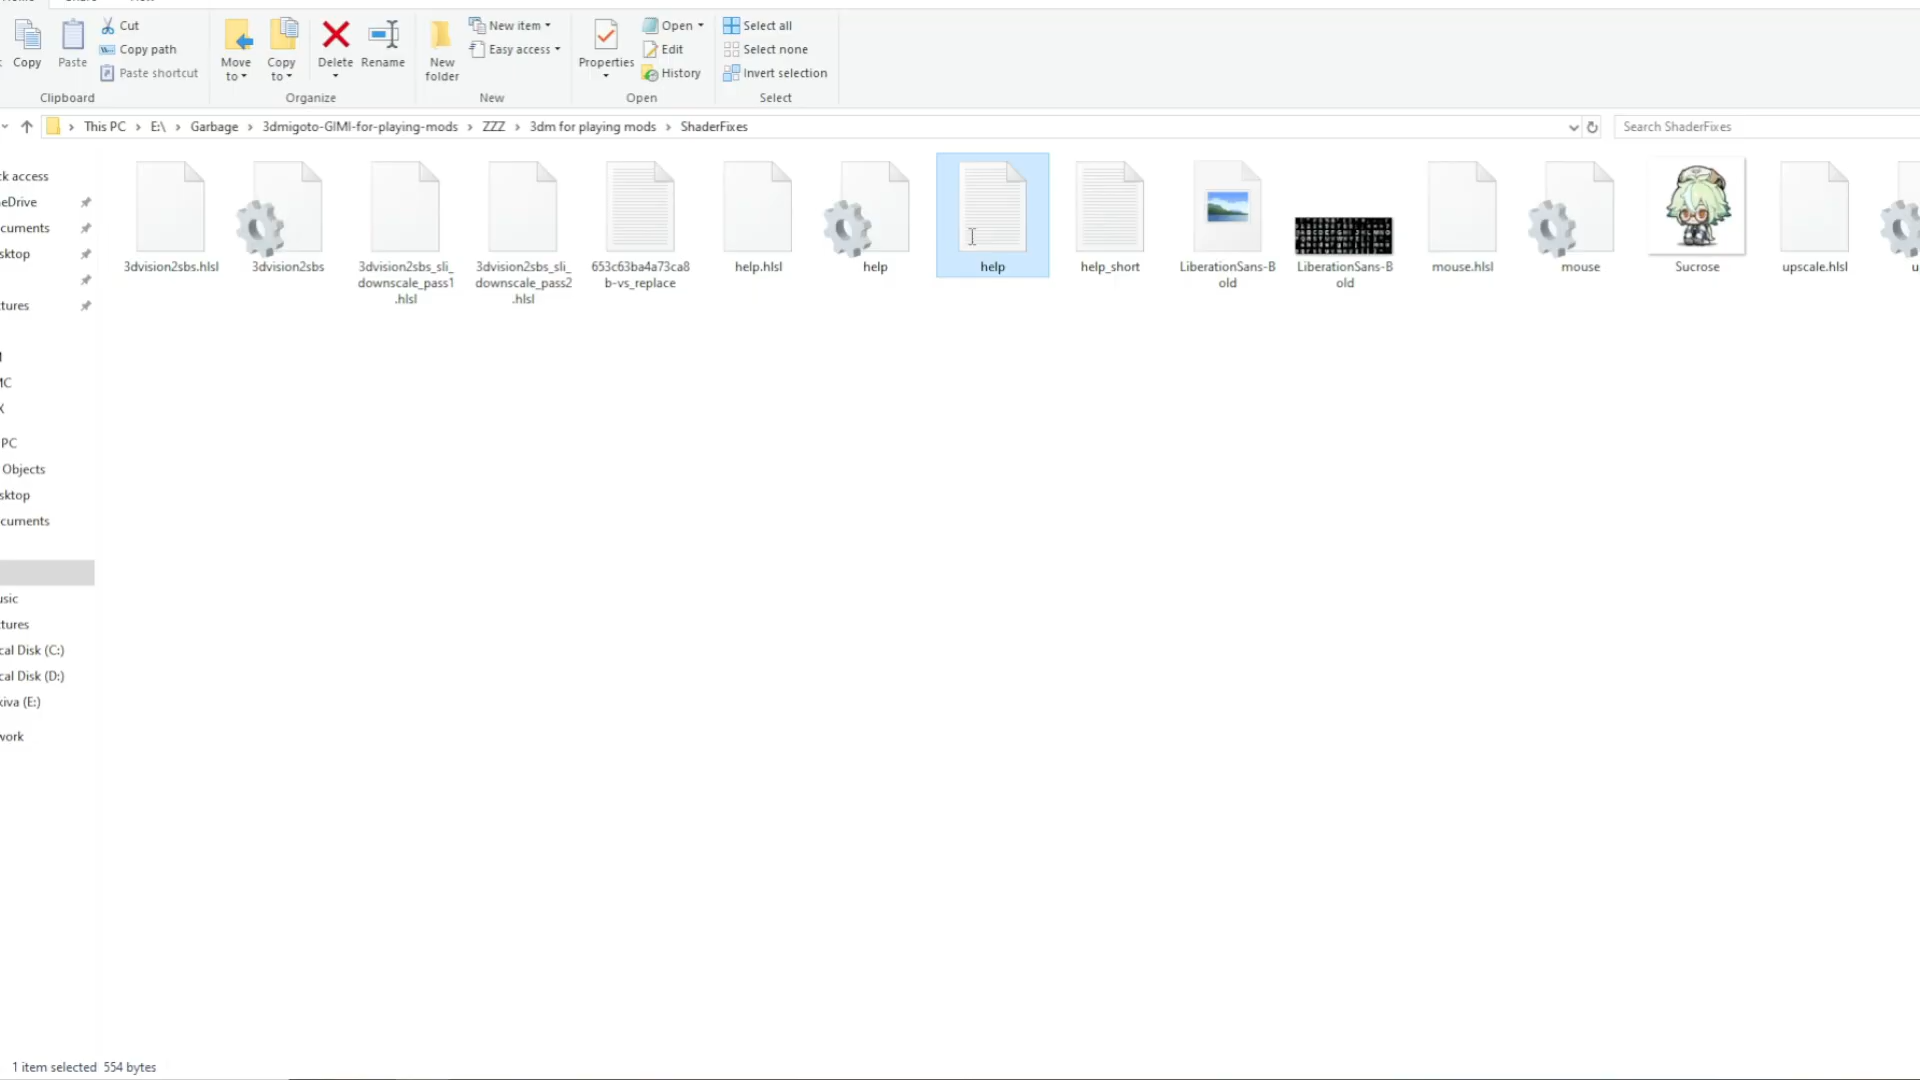 Copy
Paste
Cut
Copy path
Paste shortcut
Clipboard
Move to
Copy to
Delete
Rename
Organize
New folder
New item
Easy access
New
Properties
Open
Edit
History
Open
Select all
Select none
Invert selection
Select
This PC › E:\ › Garbage › 3dmigoto-GIMI-for-playing-mods › ZZZ › 3dm for playing mods › ShaderFixes
Search ShaderFixes
ck access
eDrive
cuments
sktop
tures
MC
X
PC
Objects
sktop
cuments
usic
tures
cal Disk (C:)
cal Disk (D:)
xiva (E:)
work
3dvision2sbs.hlsl
3dvision2sbs
3dvision2sbs_sli_
downscale_pass1
.hlsl
3dvision2sbs_sli_
downscale_pass2
.hlsl
653c63ba4a73ca8
b-vs_replace
help.hlsl
help
help
help_short
LiberationSans-B
old
LiberationSans-B
old
mouse.hlsl
mouse
Sucrose
upscale.hlsl
1 item selected 554 bytes